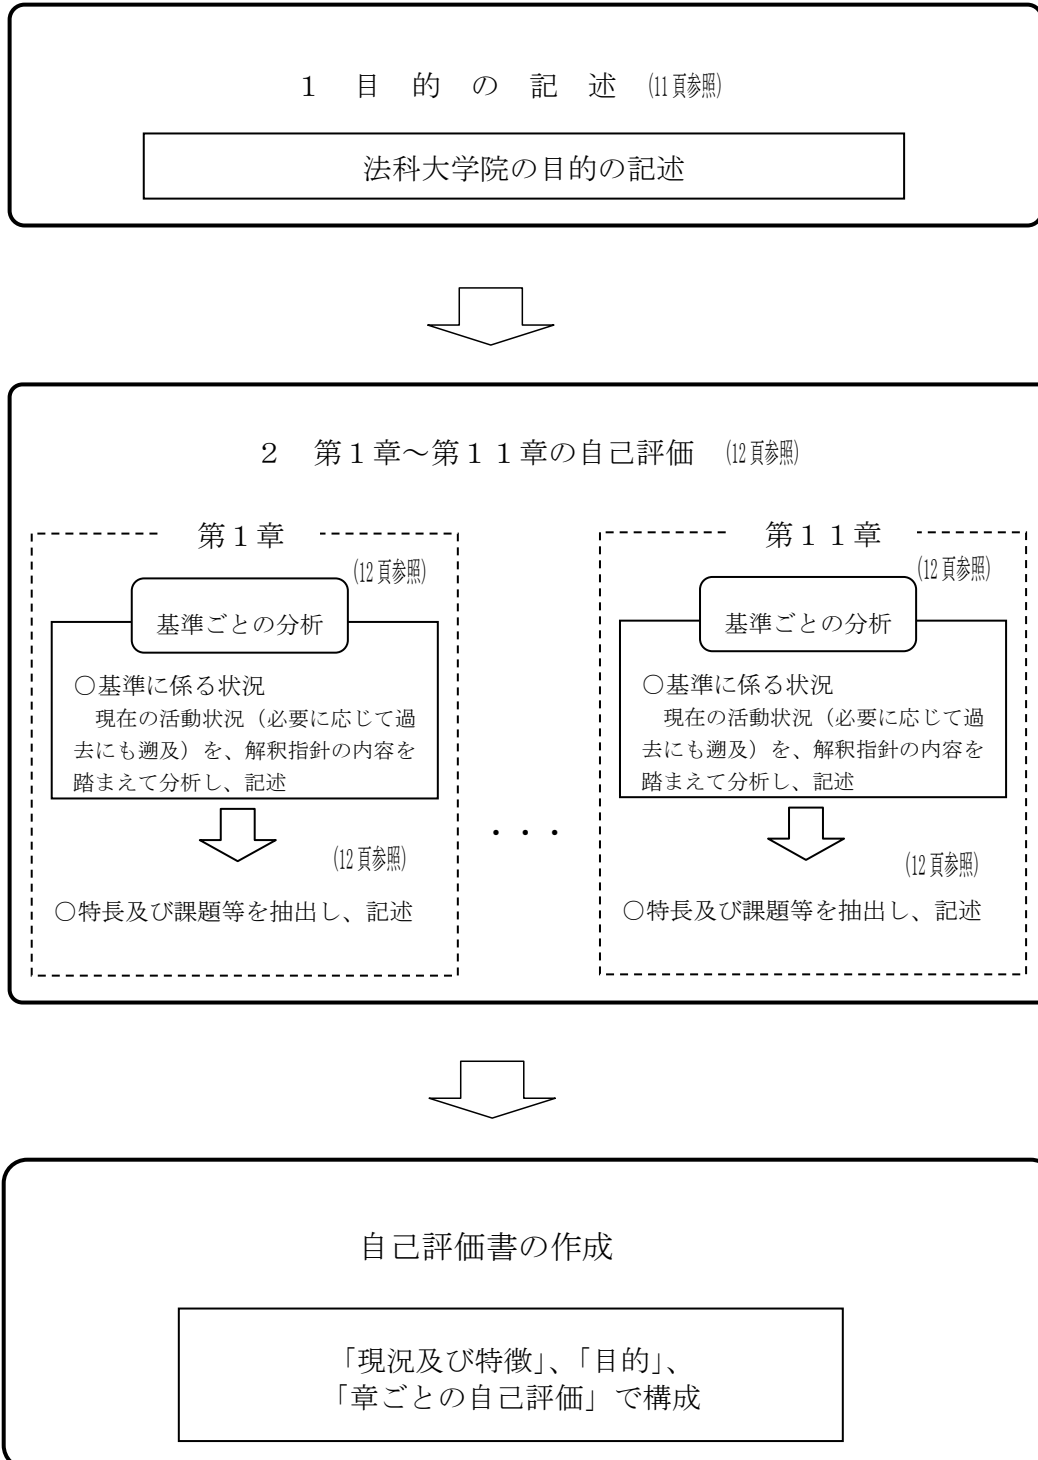 １　目　的　の　記　述　(11頁参照)
法科大学院の目的の記述
２　第１章～第１１章の自己評価　(12頁参照)
第１章
(12頁参照)
基準ごとの分析
○基準に係る状況
　現在の活動状況（必要に応じて過
去にも遡及）を、解釈指針の内容を
踏まえて分析し、記述
(12頁参照)
○特長及び課題等を抽出し、記述
・・・
第１１章
(12頁参照)
基準ごとの分析
○基準に係る状況
　現在の活動状況（必要に応じて過
去にも遡及）を、解釈指針の内容を
踏まえて分析し、記述
(12頁参照)
○特長及び課題等を抽出し、記述
自己評価書の作成
「現況及び特徴」、「目的」、
「章ごとの自己評価」で構成